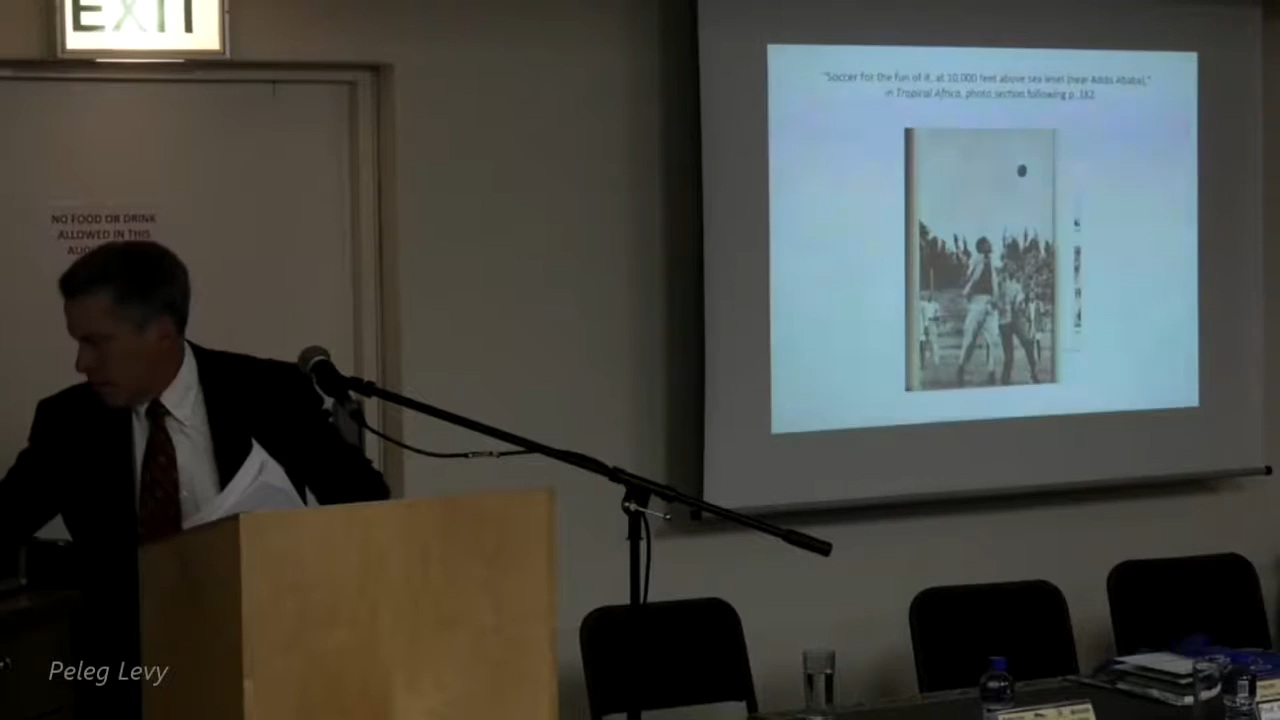 EXIT
"Soccer for the fun of it, at 10,000 feet above sea level (near Addis Ababa),"
in Tropical Africa, photo section following p. 182
NO FOOD OR DRINK
ALLOWED IN THIS
Peleg Levy